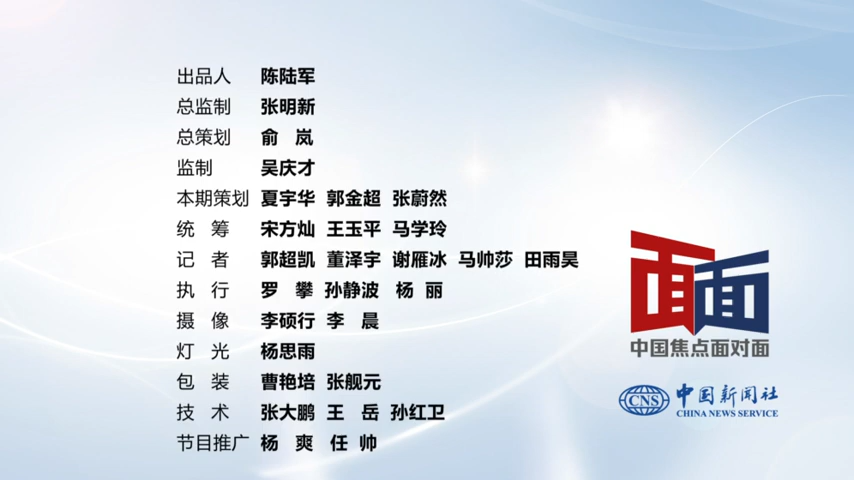 出品人 陈陆军
总监制 张明新
总策划 俞 岚
监制 吴庆才
本期策划 夏宇华 郭金超 张蔚然
统 筹 宋方灿 王玉平 马学玲
记 者 郭超凯 董泽宇 谢雁冰 马帅莎 田雨昊
执 行 罗 攀 孙静波 杨 丽
摄 像 李硕行 李 晨
灯 光 杨思雨
包 装 曹艳培 张舰元
技 术 张大鹏 王 岳 孙红卫
节目推广 杨 爽 任 帅
面面
中国焦点面对面
CNS 中国新闻社
CHINA NEWS SERVICE